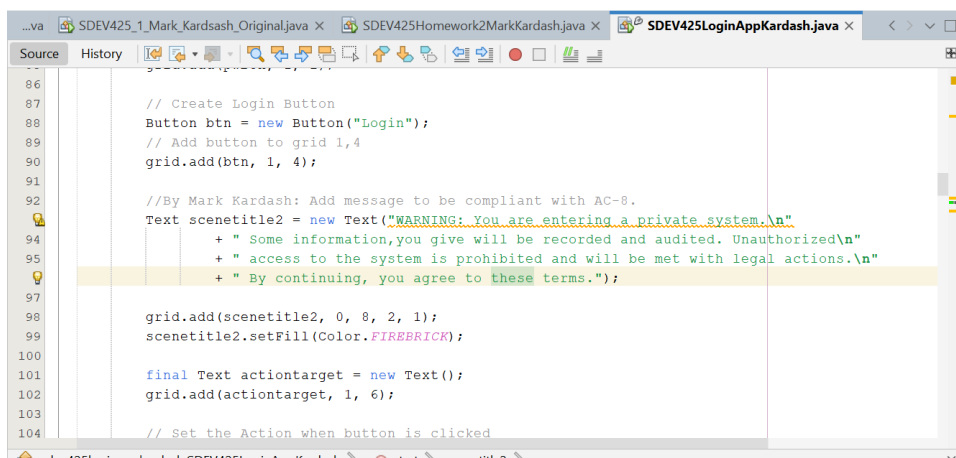 ...va SDEV425_1_Mark_Kardsash_Original.java × SDEV425Homework2MarkKardash.java × SDEV425LoginAppKardash.java ×
Source History
86
87 // Create Login Button
88 Button btn = new Button("Login");
89 // Add button to grid 1,4
90 grid.add(btn, 1, 4);
91
92 //By Mark Kardash: Add message to be compliant with AC-8.
Text scenetitle2 = new Text("WARNING: You are entering a private system.\n"
94 + " Some information,you give will be recorded and audited. Unauthorized\n"
95 + " access to the system is prohibited and will be met with legal actions.\n"
+ " By continuing, you agree to these terms.");
97
98 grid.add(scenetitle2, 0, 8, 2, 1);
99 scenetitle2.setFill(Color.FIREBRICK);
100
101 final Text actiontarget = new Text();
102 grid.add(actiontarget, 1, 6);
103
104 // Set the Action when button is clicked